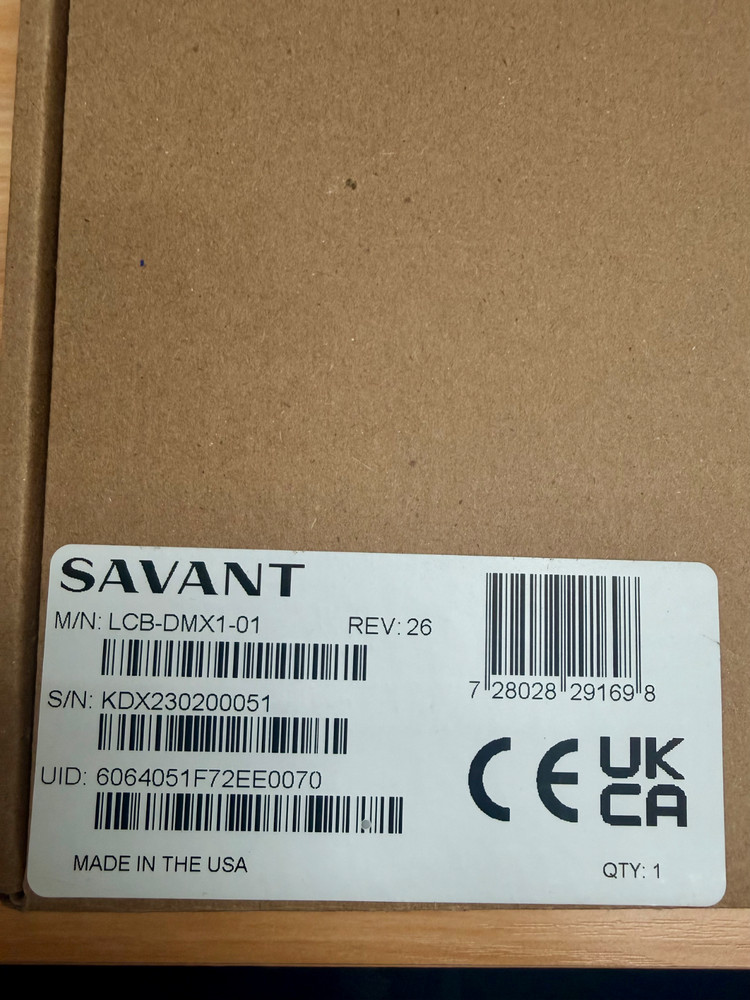 SAVANT
M/N: LCB-DMX1-01
REV: 26
S/N: KDX230200051
UID: 6064051F72EE0070
MADE IN THE USA
7 28028 29169 8
CE
UK
CA
QTY: 1